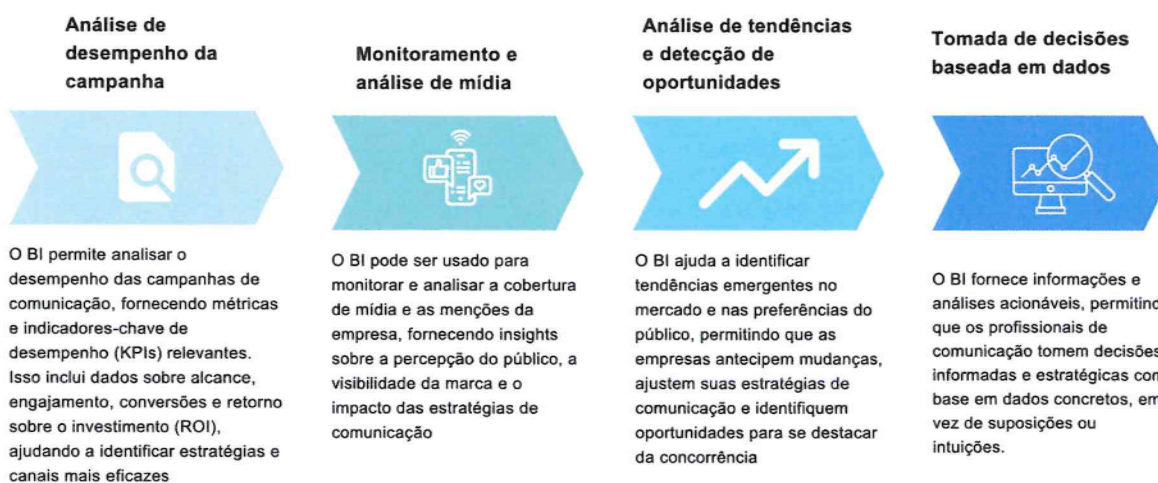 Análise de
desempenho da
campanha
O BI permite analisar o
desempenho das campanhas de
comunicação, fornecendo métricas
e indicadores-chave de
desempenho (KPIs) relevantes.
Isso inclui dados sobre alcance,
engajamento, conversões e retorno
sobre o investimento (ROI),
ajudando a identificar estratégias e
canais mais eficazes
Monitoramento e
análise de mídia
O BI pode ser usado para
monitorar e analisar a cobertura
de mídia e as menções da
empresa, fornecendo insights
sobre a percepção do público, a
visibilidade da marca e o
impacto das estratégias de
comunicação
Análise de tendências
e detecção de
oportunidades
O BI ajuda a identificar
tendências emergentes no
mercado e nas preferências do
público, permitindo que as
empresas antecipem mudanças,
ajustem suas estratégias de
comunicação e identifiquem
oportunidades para se destacar
da concorrência
Tomada de decisões
baseada em dados
O BI fornece informações e
análises acionáveis, permitind
que os profissionais de
comunicação tomem decisões
informadas e estratégicas com
base em dados concretos, em
vez de suposições ou
intuições.